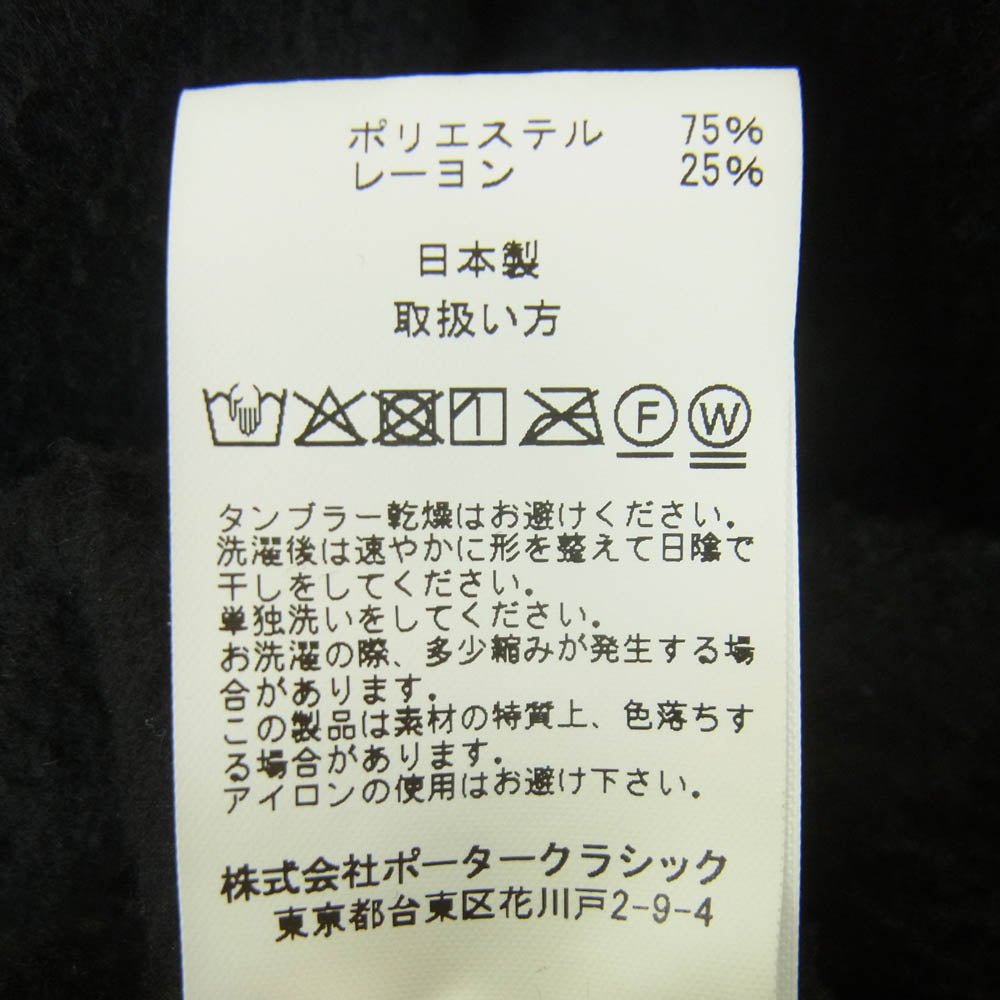 ポリエステル 75%
レーヨン 25%
日本製
取扱い方
F W
タンブラー乾燥はお避けください.
洗濯後は速やかに形を整えて日陰で
干しをしてください.
単独洗いをしてください.
お洗濯の際、多少縮みが発生する場
合があります.
この製品は素材の特質上、色落ちす
る場合があります.
アイロンの使用はお避け下さい.
株式会社ポータークラシック
東京都台東区花川戸2-9-4